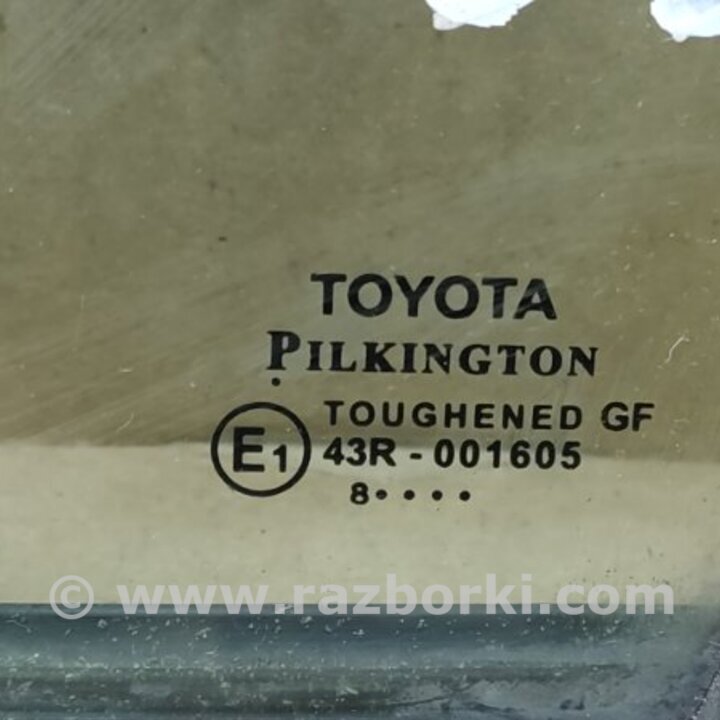 TOYOTA
PILKINGTON
TOUGHENED GF
E1
43R - 001605
8••••
© www.razborki.com